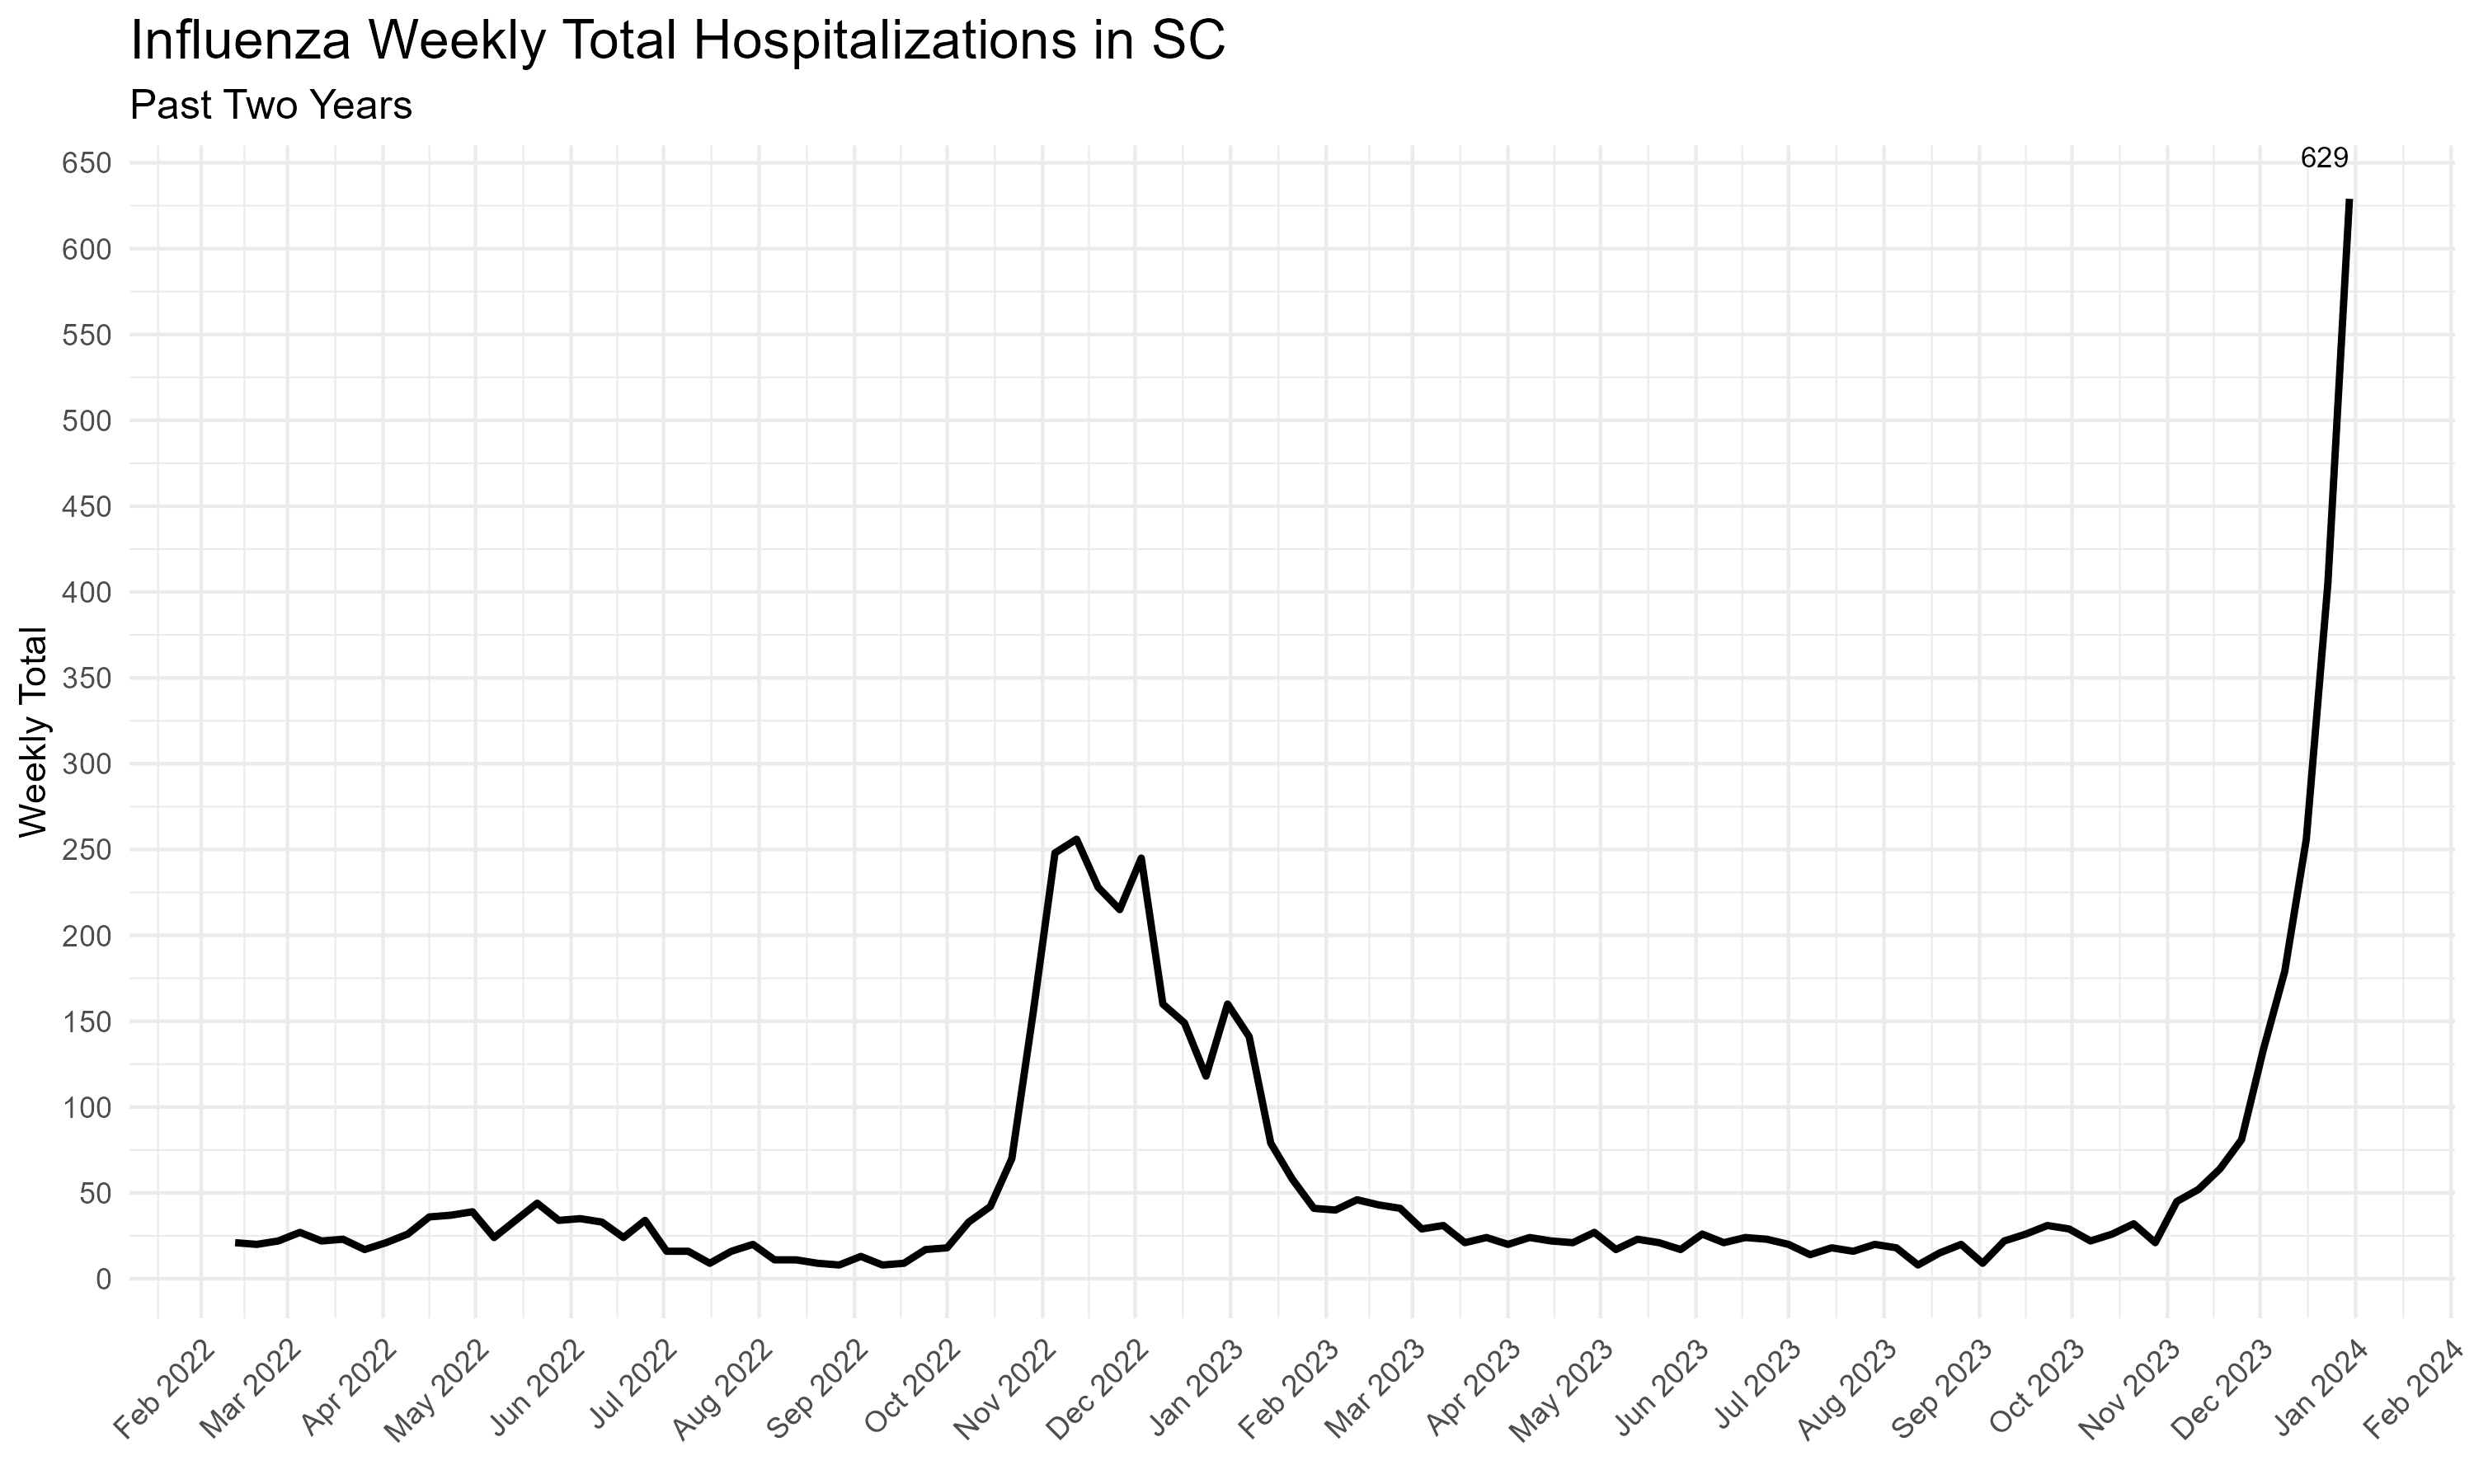 Influenza Weekly Total Hospitalizations in SC
Past Two Years
629
Weekly Total
650
600
550
500
450
400
350
300
250
200
150
100
50
0
Feb 2022
Mar 2022
Apr 2022
May 2022
Jun 2022
Jul 2022
Aug 2022
Sep 2022
Oct 2022
Nov 2022
Dec 2022
Jan 2023
Feb 2023
Mar 2023
Apr 2023
May 2023
Jun 2023
Jul 2023
Aug 2023
Sep 2023
Oct 2023
Nov 2023
Dec 2023
Jan 2024
Feb 2024